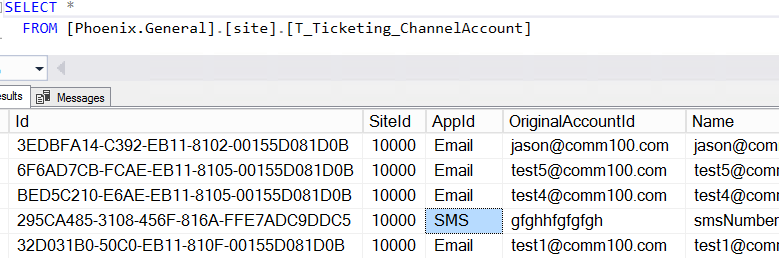 SELECT *
FROM [Phoenix.General].[site].[T_Ticketing_ChannelAccount]
Messages
Id SiteId AppId OriginalAccountId Name
3EDBFA14-C392-EB11-8102-00155D081D0B 10000 Email jason@comm100.com jason@comm
6F6AD7CB-FCAE-EB11-8105-00155D081D0B 10000 Email test5@comm100.com test5@comm
BED5C210-E6AE-EB11-8105-00155D081D0B 10000 Email test4@comm100.com test4@comm
295CA485-3108-456F-816A-FFE7ADC9DDC5 10000 SMS gfghhfgfgfgh smsNumber
32D031B0-50C0-EB11-810F-00155D081D0B 10000 Email test1@comm100.com test1@comm